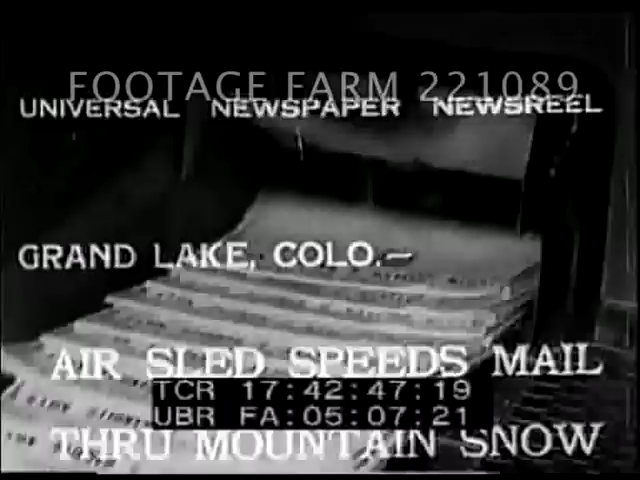 FOOTAGE FARM 221089
UNIVERSAL NEWSPAPER NEWSREEL
GRAND LAKE, COLO.—
AIR SLED SPEEDS MAIL
TCR 17:42:47:19
UBR FA:05:07:21
THRU MOUNTAIN SNOW